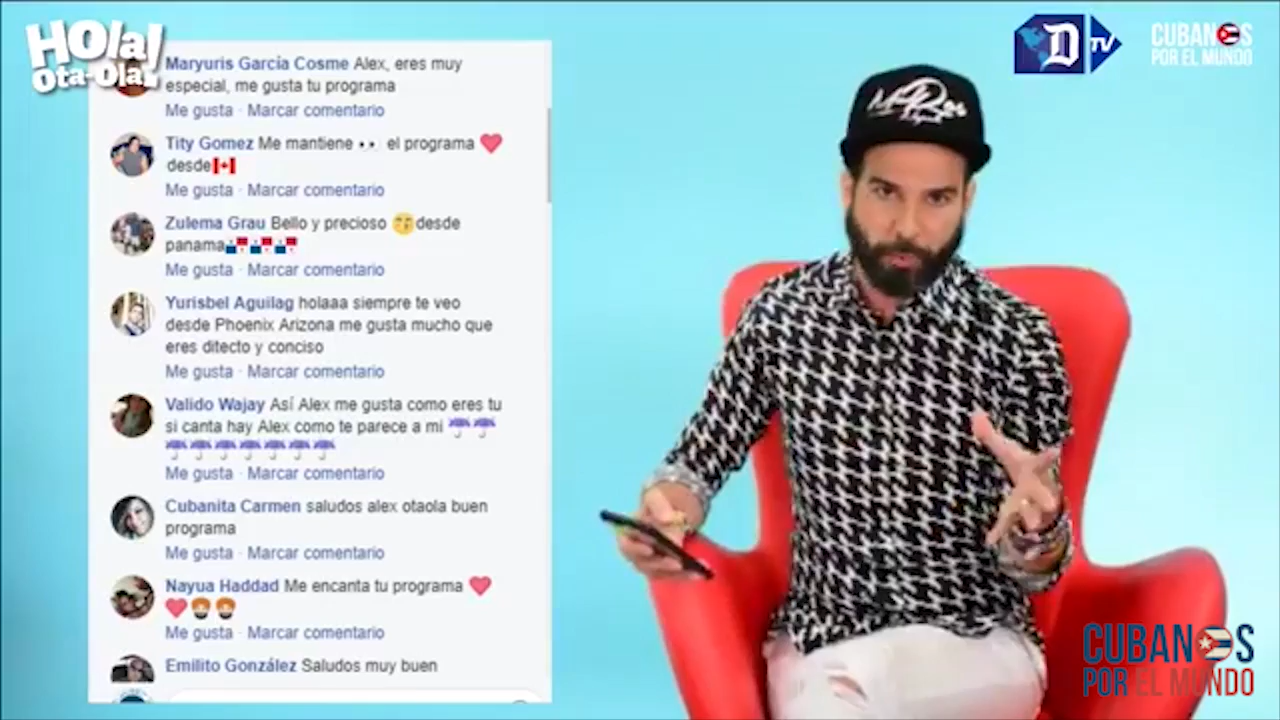 HOla!
Ota-Ola!
Maryuris García Cosme Alex, eres muy
especial, me gusta tu programa
Me gusta · Marcar comentario
Tity Gomez Me mantiene 👀 el programa ❤️
desde🇨🇦
Me gusta · Marcar comentario
Zulema Grau Bello y precioso 😙desde
panama🇵🇦🇵🇦🇵🇦
Me gusta · Marcar comentario
Yurisbel Aguilag holaaa siempre te veo
desde Phoenix Arizona me gusta mucho que
eres ditecto y conciso
Me gusta · Marcar comentario
Valido Wajay Así Alex me gusta como eres tu
si canta hay Alex como te parece a mi ☔☔
☔☔☔☔☔☔☔
Me gusta · Marcar comentario
Cubanita Carmen saludos alex otaola buen
programa
Me gusta · Marcar comentario
Nayua Haddad Me encanta tu programa ❤️
❤️🧔🧔
Me gusta · Marcar comentario
Emilito González Saludos muy buen
D TV
CUBANOS
POR EL MUNDO
CUBANOS
POR EL MUNDO